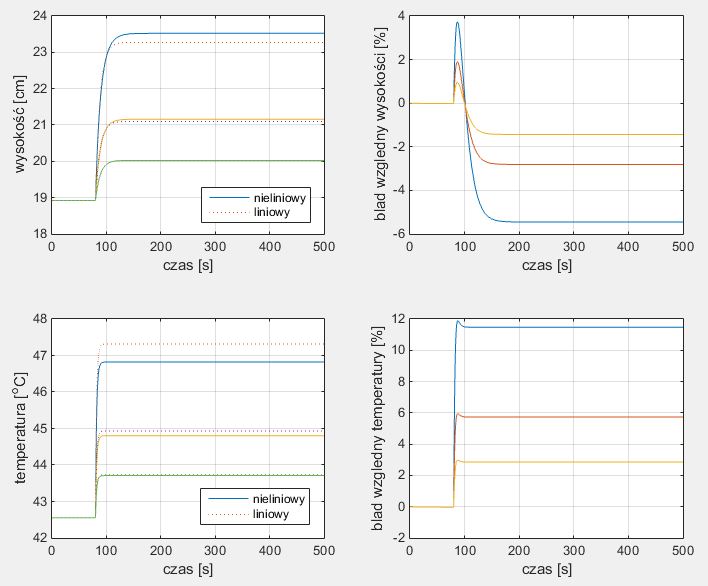 wysokość [cm]
24
23
22
21
20
19
18
0 100 200 300 400 500
czas [s]
nieliniowy
liniowy
blad wzgledny wysokości [%]
4
2
0
-2
-4
-6
0 100 200 300 400 500
czas [s]
temperatura [°C]
48
47
46
45
44
43
42
0 100 200 300 400 500
czas [s]
nieliniowy
liniowy
blad wzgledny temperatury [%]
12
10
8
6
4
2
0
-2
0 100 200 300 400 500
czas [s]